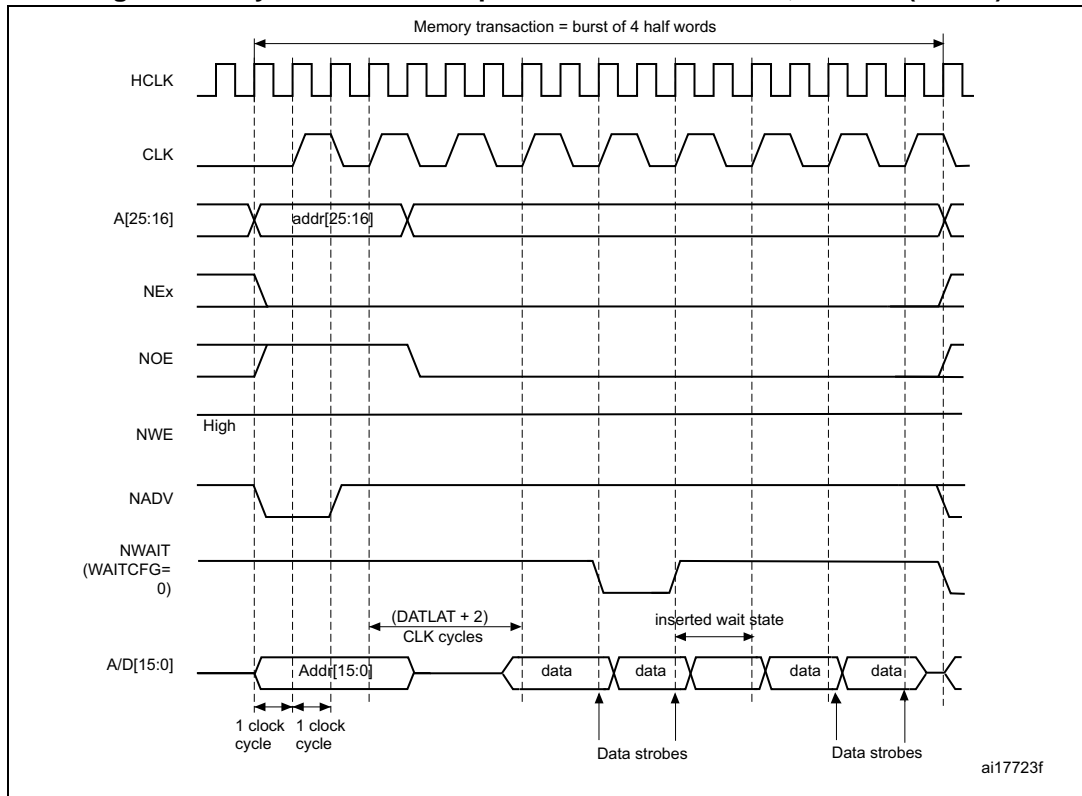 Memory transaction = burst of 4 half words
HCLK
CLK
A[25:16]
addr[25:16]
NEx
NOE
High
NWE
NADV
NWAIT
(WAITCFG=
0)
(DATLAT + 2)
CLK cycles
inserted wait state
A/D[15:0]
Addr[15:0]
data
data
data
data
1 clock
cycle
1 clock
cycle
Data strobes
Data strobes
ai17723f